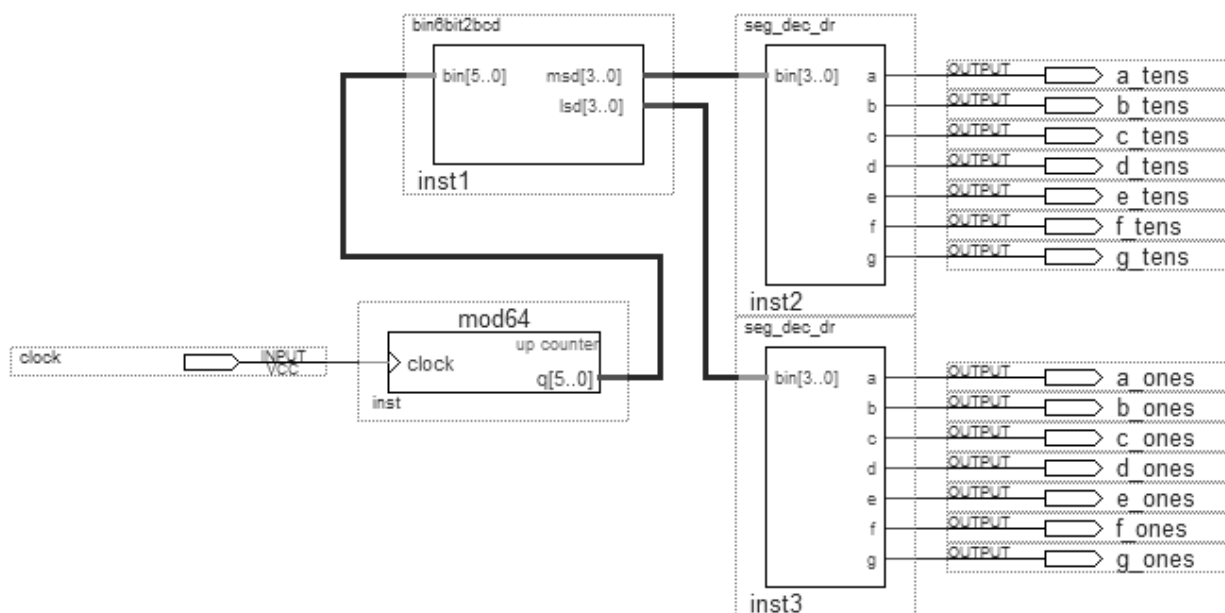 bin6bit2bcd
bin[5..0]
msd[3..0]
lsd[3..0]
inst1
seg_dec_dr
bin[3..0]
a
b
c
d
e
f
g
inst2
OUTPUT
a_tens
OUTPUT
b_tens
OUTPUT
c_tens
OUTPUT
d_tens
OUTPUT
e_tens
OUTPUT
f_tens
OUTPUT
g_tens
mod64
up counter
clock
q[5..0]
inst
clock
INPUT
VCC
seg_dec_dr
bin[3..0]
a
b
c
d
e
f
g
inst3
OUTPUT
a_ones
OUTPUT
b_ones
OUTPUT
c_ones
OUTPUT
d_ones
OUTPUT
e_ones
OUTPUT
f_ones
OUTPUT
g_ones